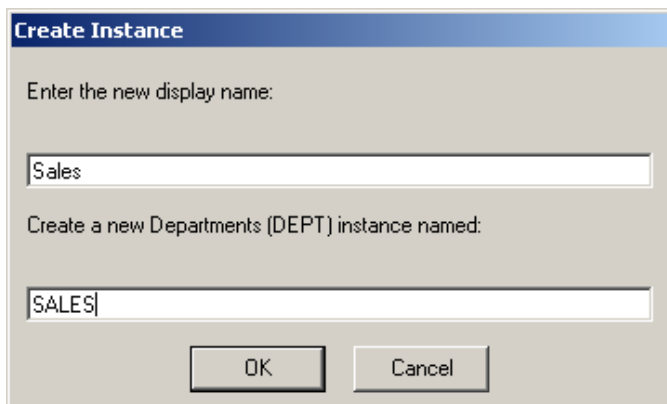 Create Instance
Enter the new display name:
Sales
Create a new Departments (DEPT) instance named:
SALES
OK
Cancel